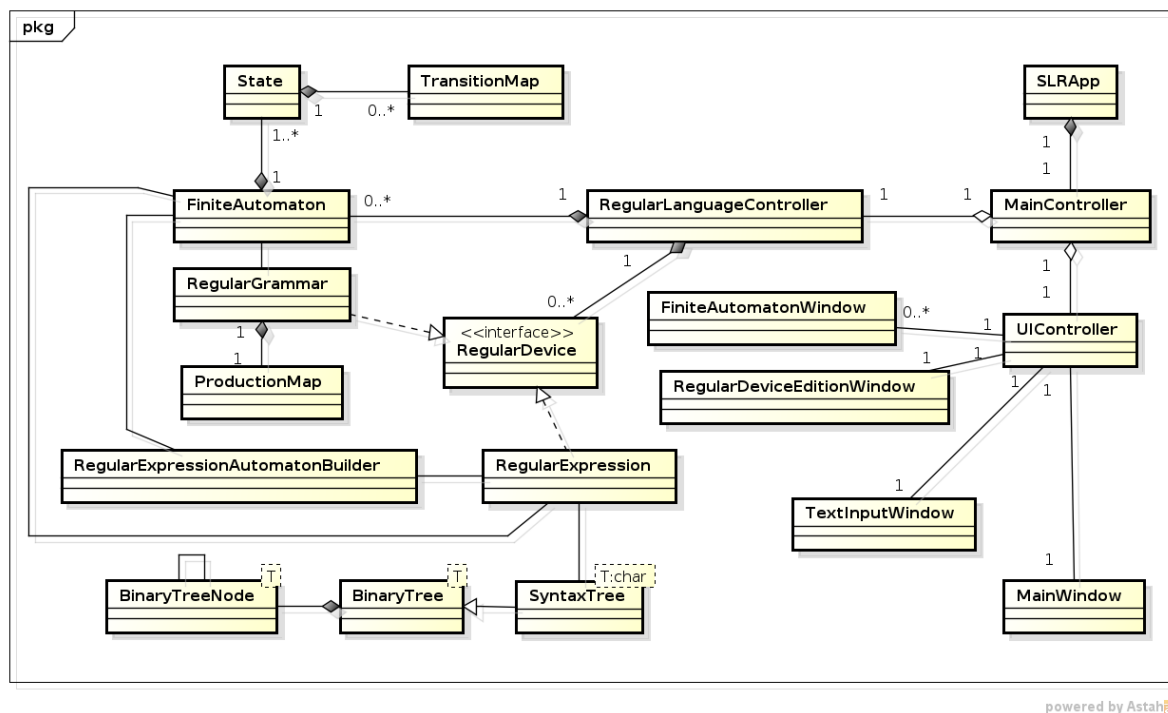 pkg
State
TransitionMap
SLRApp
1
0..*
1..*
1
1
1
FiniteAutomaton
0..*
1
RegularLanguageController
1
1
MainController
RegularGrammar
1
0..*
1
1
FiniteAutomatonWindow
0..*
1
UIController
<<interface>>
RegularDevice
1
1
ProductionMap
1
1
RegularDeviceEditionWindow
1
1
RegularExpressionAutomatonBuilder
RegularExpression
1
TextInputWindow
1
T
T
T:char
BinaryTreeNode
BinaryTree
SyntaxTree
MainWindow
powered by Astah